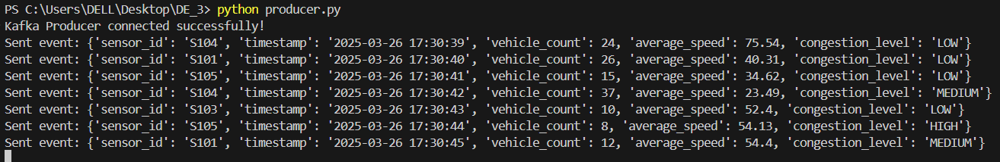 PS C:\Users\DELL\Desktop\DE_3> python producer.py
Kafka Producer connected successfully!
Sent event: {'sensor_id': 'S104', 'timestamp': '2025-03-26 17:30:39', 'vehicle_count': 24, 'average_speed': 75.54, 'congestion_level': 'LOW'}
Sent event: {'sensor_id': 'S101', 'timestamp': '2025-03-26 17:30:40', 'vehicle_count': 26, 'average_speed': 40.31, 'congestion_level': 'LOW'}
Sent event: {'sensor_id': 'S105', 'timestamp': '2025-03-26 17:30:41', 'vehicle_count': 15, 'average_speed': 34.62, 'congestion_level': 'LOW'}
Sent event: {'sensor_id': 'S104', 'timestamp': '2025-03-26 17:30:42', 'vehicle_count': 37, 'average_speed': 23.49, 'congestion_level': 'MEDIUM'}
Sent event: {'sensor_id': 'S103', 'timestamp': '2025-03-26 17:30:43', 'vehicle_count': 10, 'average_speed': 52.4, 'congestion_level': 'LOW'}
Sent event: {'sensor_id': 'S105', 'timestamp': '2025-03-26 17:30:44', 'vehicle_count': 8, 'average_speed': 54.13, 'congestion_level': 'HIGH'}
Sent event: {'sensor_id': 'S101', 'timestamp': '2025-03-26 17:30:45', 'vehicle_count': 12, 'average_speed': 54.4, 'congestion_level': 'MEDIUM'}